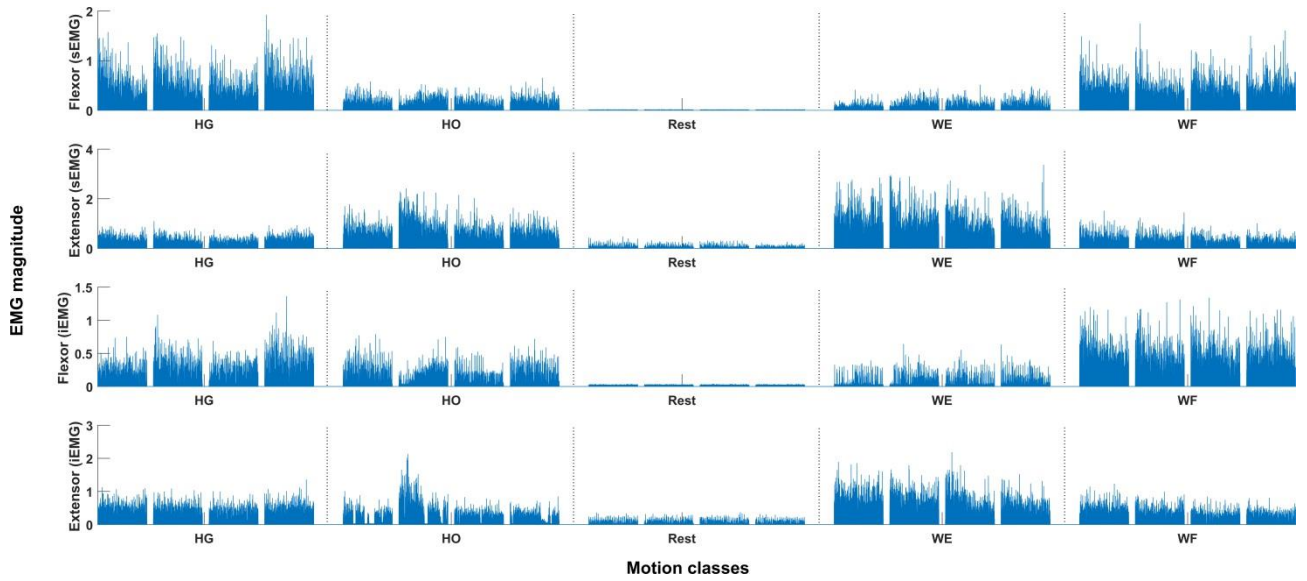 EMG magnitude
Flexor (sEMG)
2
1
0
HG HO Rest WE WF
Extensor (sEMG)
4
2
0
HG HO Rest WE WF
Flexor (iEMG)
1.5
1
0.5
0
HG HO Rest WE WF
Extensor (iEMG)
3
2
1
0
HG HO Rest WE WF
Motion classes